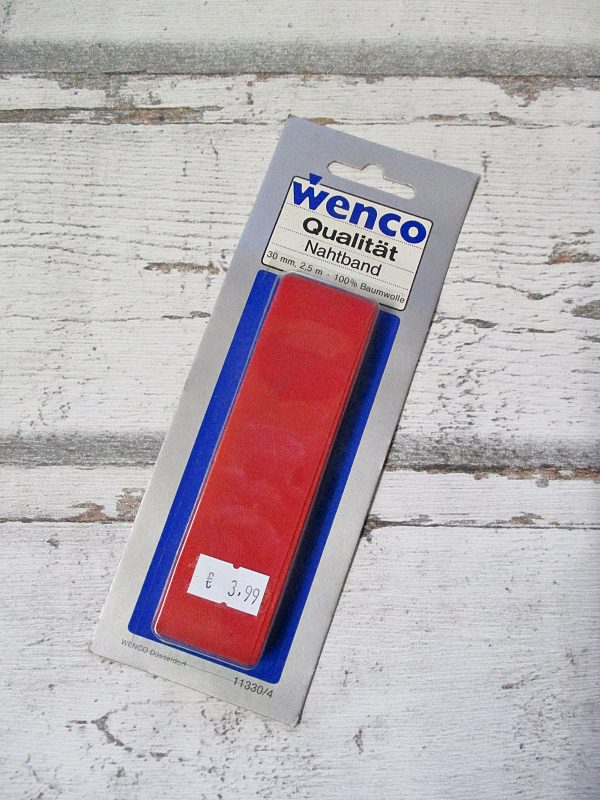 Wenco
Qualität
Nahtband
30 mm, 2,5 m · 100% Baumwolle
€ 3.99
WENCO-Düsseldorf
11330/4